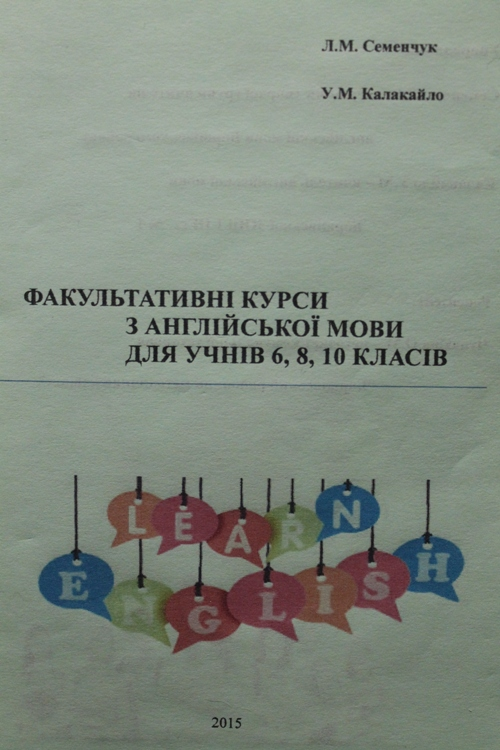 Л.М. Семенчук
У.М. Калакайло
ФАКУЛЬТАТИВНІ КУРСИ
З АНГЛІЙСЬКОЇ МОВИ
ДЛЯ УЧНІВ 6, 8, 10 КЛАСІВ
LEARN
ENGLISH
2015